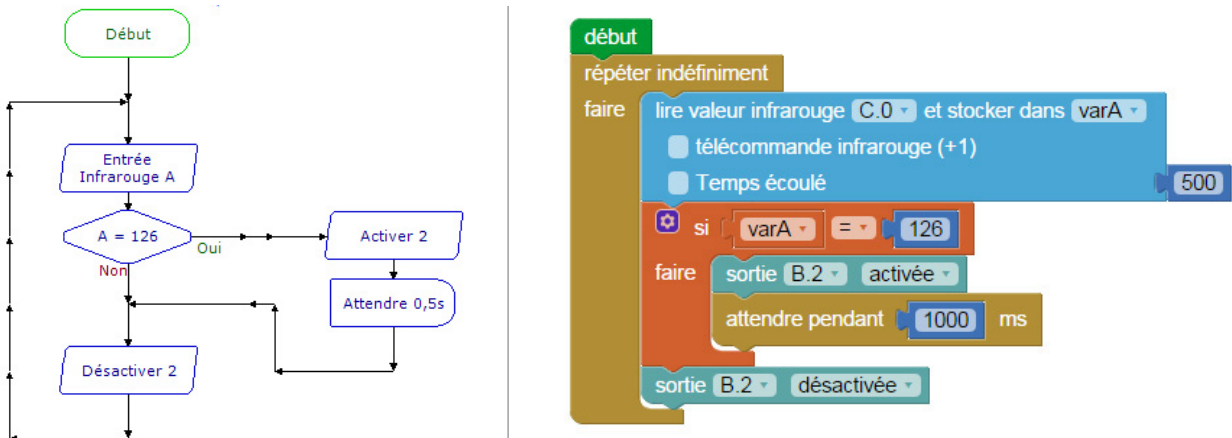 Début
Entrée
Infrarouge A
A = 126
Oui
Non
Activer 2
Attendre 0,5s
Désactiver 2
début
répéter indéfiniment
faire lire valeur infrarouge C.0 et stocker dans varA
télécommande infrarouge (+1)
Temps écoulé 500
si varA = 126
faire sortie B.2 activée
attendre pendant 1000 ms
sortie B.2 désactivée